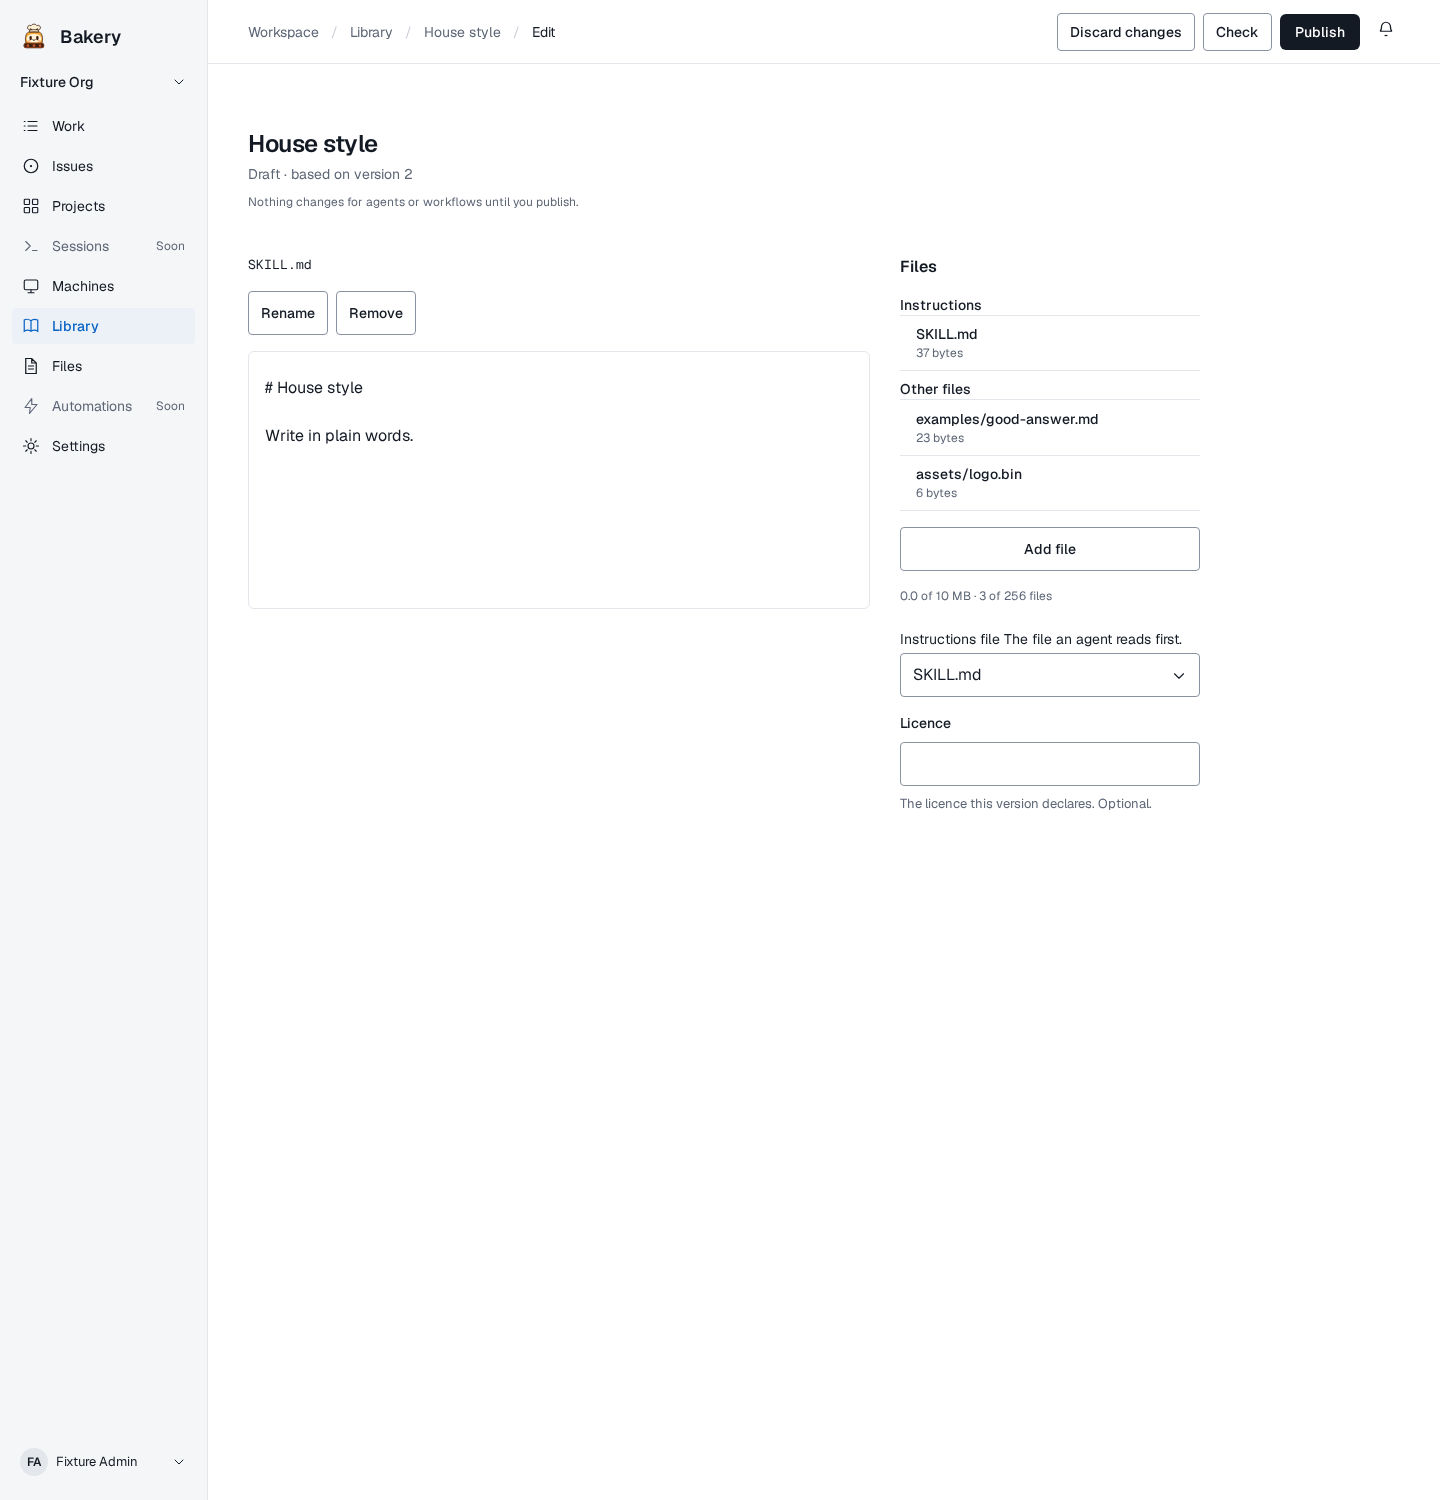 Bakery
Fixture Org
Work
Issues
Projects
Sessions Soon
Machines
Library
Files
Automations Soon
Settings
FA Fixture Admin
Workspace / Library / House style / Edit
Discard changes
Check
Publish
House style
Draft · based on version 2
Nothing changes for agents or workflows until you publish.
SKILL.md
Rename
Remove
# House style
Write in plain words.
Files
Instructions
SKILL.md
37 bytes
Other files
examples/good-answer.md
23 bytes
assets/logo.bin
6 bytes
Add file
0.0 of 10 MB · 3 of 256 files
Instructions file The file an agent reads first.
SKILL.md
Licence
The licence this version declares. Optional.